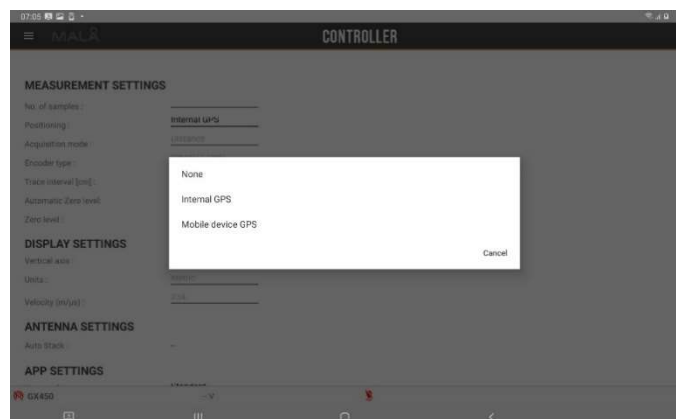 07:05
MALÅ
CONTROLLER
MEASUREMENT SETTINGS
No. of samples :
Positioning :
Internal GPS
Acquisition mode
Encoder type :
Trace interval [cm] :
Automatic Zero level
Zero level :
None
Internal GPS
Mobile device GPS
Cancel
DISPLAY SETTINGS
Vertical axis :
Units :
Velocity [m/µs] :
ANTENNA SETTINGS
Auto Stack :
–
APP SETTINGS
GX450
- V